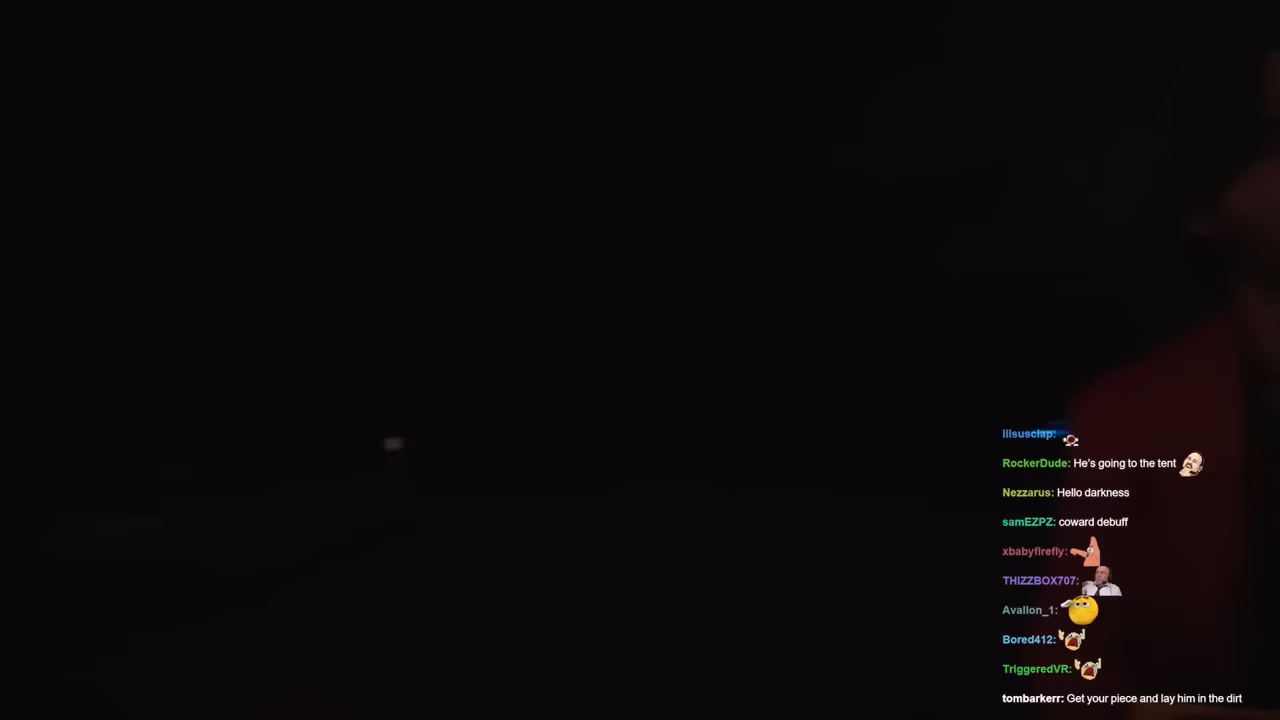 lilsusclap:
RockerDude: He's going to the tent
Nezzarus: Hello darkness
samEZPZ: coward debuff
xbabyfirefly:
THIZZBOX707:
Avallon_1:
Bored412:
TriggeredVR:
tombarkerr: Get your piece and lay him in the dirt